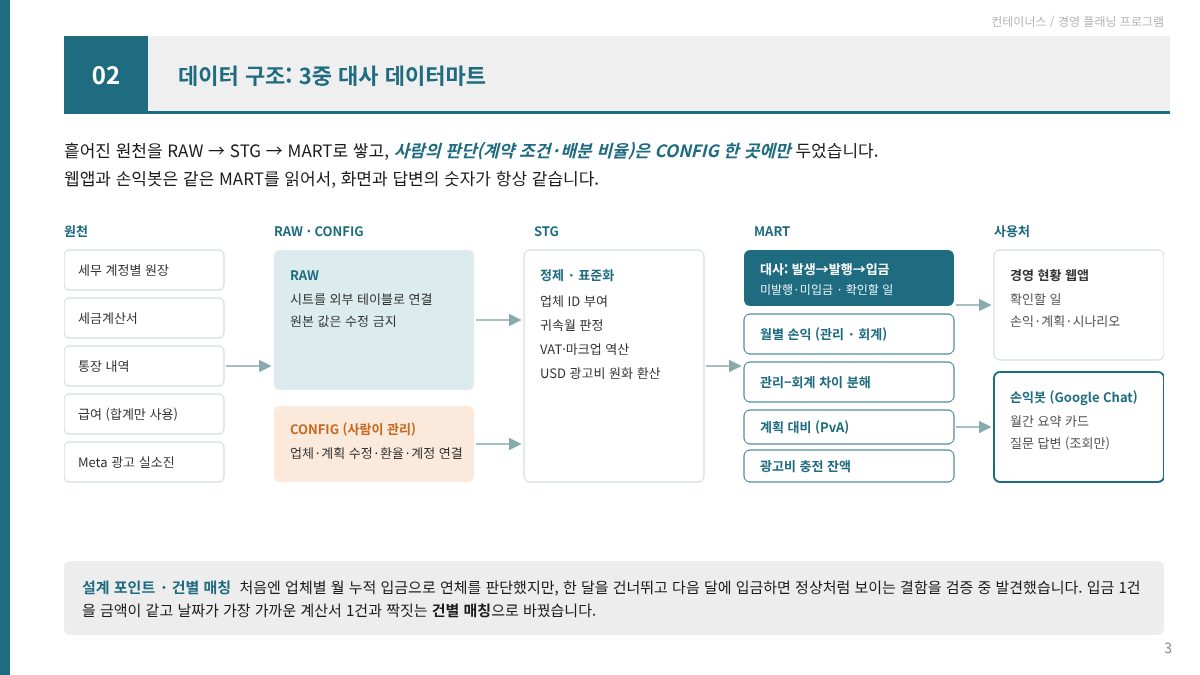 컨테이너스 / 경영 플래닝 프로그램
02
데이터 구조: 3중 대사 데이터마트
흩어진 원천을 RAW → STG → MART로 쌓고, 사람의 판단(계약 조건·배분 비율)은 CONFIG 한 곳에만 두었습니다.
웹앱과 손익봇은 같은 MART를 읽어서, 화면과 답변의 숫자가 항상 같습니다.
원천
세무 계정별 원장
세금계산서
통장 내역
급여 (합계만 사용)
Meta 광고 실소진
RAW · CONFIG
RAW
시트를 외부 테이블로 연결
원본 값은 수정 금지
CONFIG (사람이 관리)
업체·계획 수정·환율·계정 연결
STG
정제 · 표준화
업체 ID 부여
귀속월 판정
VAT·마크업 역산
USD 광고비 원화 환산
MART
대사: 발생→발행→입금
미발행·미입금 · 확인할 일
월별 손익 (관리 · 회계)
관리–회계 차이 분해
계획 대비 (PvA)
광고비 충전 잔액
사용처
경영 현황 웹앱
확인할 일
손익·계획·시나리오
손익봇 (Google Chat)
월간 요약 카드
질문 답변 (조회만)
설계 포인트 · 건별 매칭 처음엔 업체별 월 누적 입금으로 연체를 판단했지만, 한 달을 건너뛰고 다음 달에 입금하면 정상처럼 보이는 결함을 검증 중 발견했습니다. 입금 1건
을 금액이 같고 날짜가 가장 가까운 계산서 1건과 짝짓는 건별 매칭으로 바꿨습니다.
3